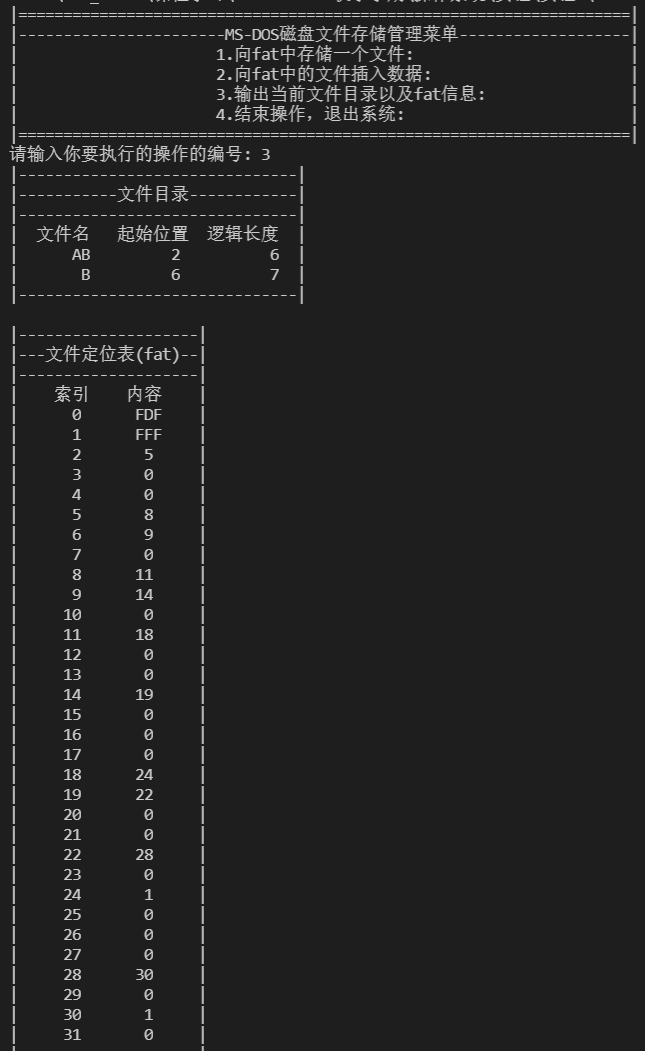 |====================================================================|
|-----------------------MS-DOS磁盘文件存储管理菜单-------------------|
| 1.向fat中存储一个文件: |
| 2.向fat中的文件插入数据: |
| 3.输出当前文件目录以及fat信息: |
| 4.结束操作，退出系统: |
|====================================================================|
请输入你要执行的操作的编号: 3
|-------------------------------|
|-----------文件目录------------|
|-------------------------------|
| 文件名 起始位置 逻辑长度 |
| AB 2 6 |
| B 6 7 |
|-------------------------------|
|--------------------|
|---文件定位表(fat)--|
|--------------------|
| 索引 内容 |
| 0 FDF |
| 1 FFF |
| 2 5 |
| 3 0 |
| 4 0 |
| 5 8 |
| 6 9 |
| 7 0 |
| 8 11 |
| 9 14 |
| 10 0 |
| 11 18 |
| 12 0 |
| 13 0 |
| 14 19 |
| 15 0 |
| 16 0 |
| 17 0 |
| 18 24 |
| 19 22 |
| 20 0 |
| 21 0 |
| 22 28 |
| 23 0 |
| 24 1 |
| 25 0 |
| 26 0 |
| 27 0 |
| 28 30 |
| 29 0 |
| 30 1 |
| 31 0 |